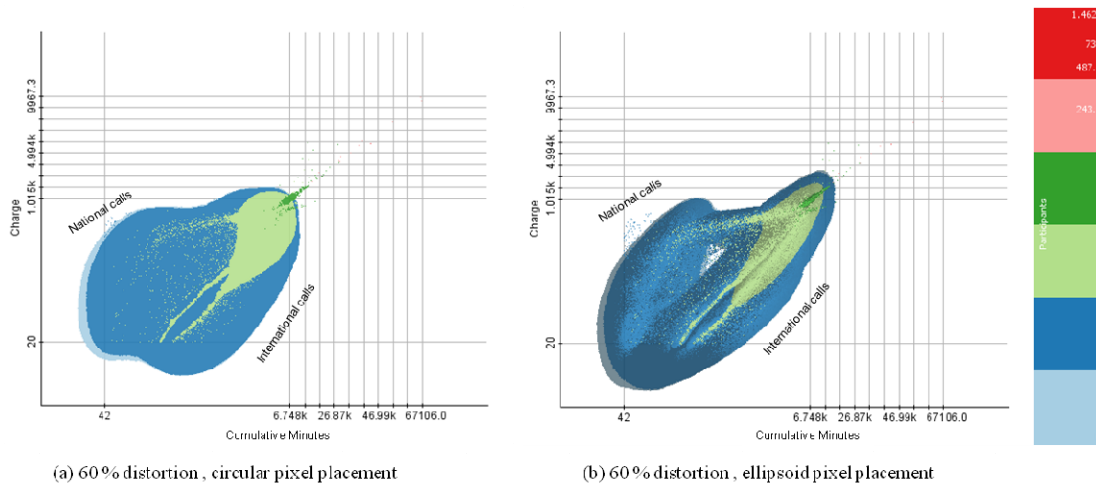 9967.3
4.994k
1.015k
20
Charge
National calls
International calls
42
6.748k
26.87k
46.99k
67106.0
Cumulative Minutes
(a) 60% distortion , circular pixel placement
9967.3
4.994k
1.015k
20
Charge
National calls
International calls
42
6.748k
26.87k
46.99k
67106.0
Cumulative Minutes
(b) 60% distortion , ellipsoid pixel placement
1.462
73
487.
243.
Participants